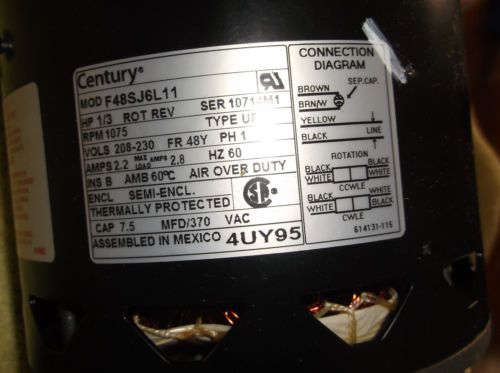 Century®
MOD F48SJ6L11
HP 1/3 ROT REV SER 10714M1
RPM 1075 TYPE UF
VOLS 208-230 FR 48Y PH 1
AMPS 2.2 MAX LOAD AMPS 2.8 HZ 60
INS B AMB 60°C AIR OVER DUTY
ENCL SEMI-ENCL.
THERMALLY PROTECTED
CAP 7.5 MFD/370 VAC
ASSEMBLED IN MEXICO 4UY95
CONNECTION
DIAGRAM
SEP.CAP.
BROWN
BRN/W
YELLOW
LINE
BLACK
ROTATION
BLACK BLACK
WHITE WHITE
CCWLE
BLACK WHITE
WHITE BLACK
CWLE
614131-115